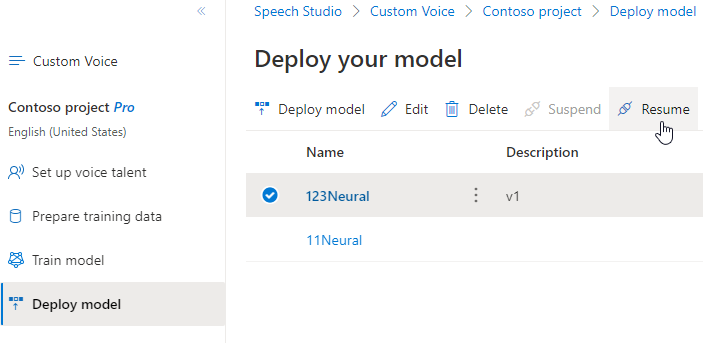 Speech Studio > Custom Voice > Contoso project > Deploy model
Custom Voice
Contoso project Pro
English (United States)
Set up voice talent
Prepare training data
Train model
Deploy model
Deploy your model
Deploy model Edit Delete Suspend Resume
Name Description
123Neural v1
11Neural